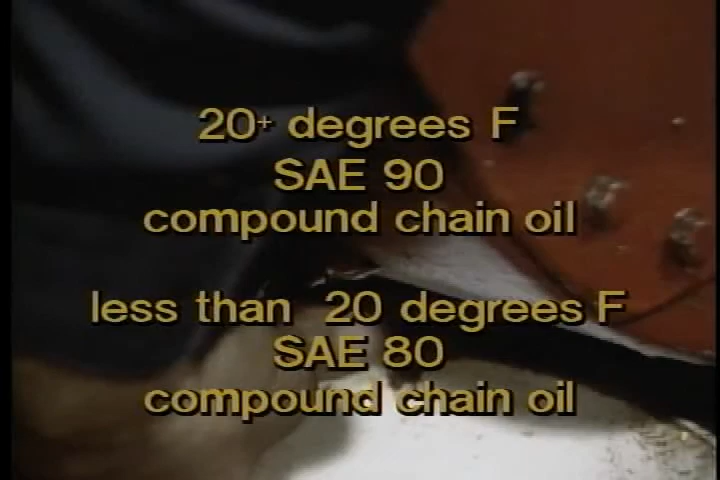 20+ degrees F
SAE 90
compound chain oil
less than 20 degrees F
SAE 80
compound chain oil